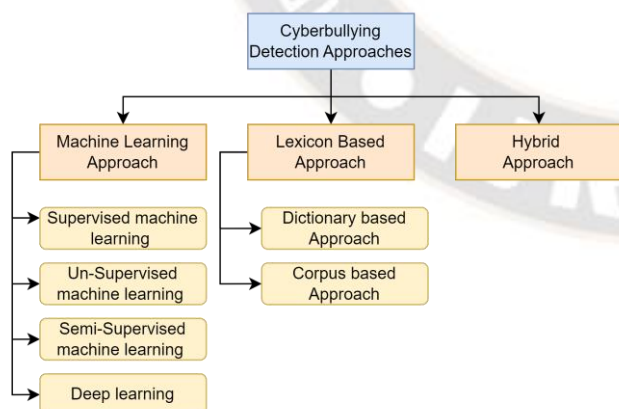 Cyberbullying
Detection Approaches
Machine Learning
Approach
Lexicon Based
Approach
Hybrid
Approach
Supervised machine
learning
Dictionary based
Approach
Un-Supervised
machine learning
Corpus based
Approach
Semi-Supervised
machine learning
Deep learning